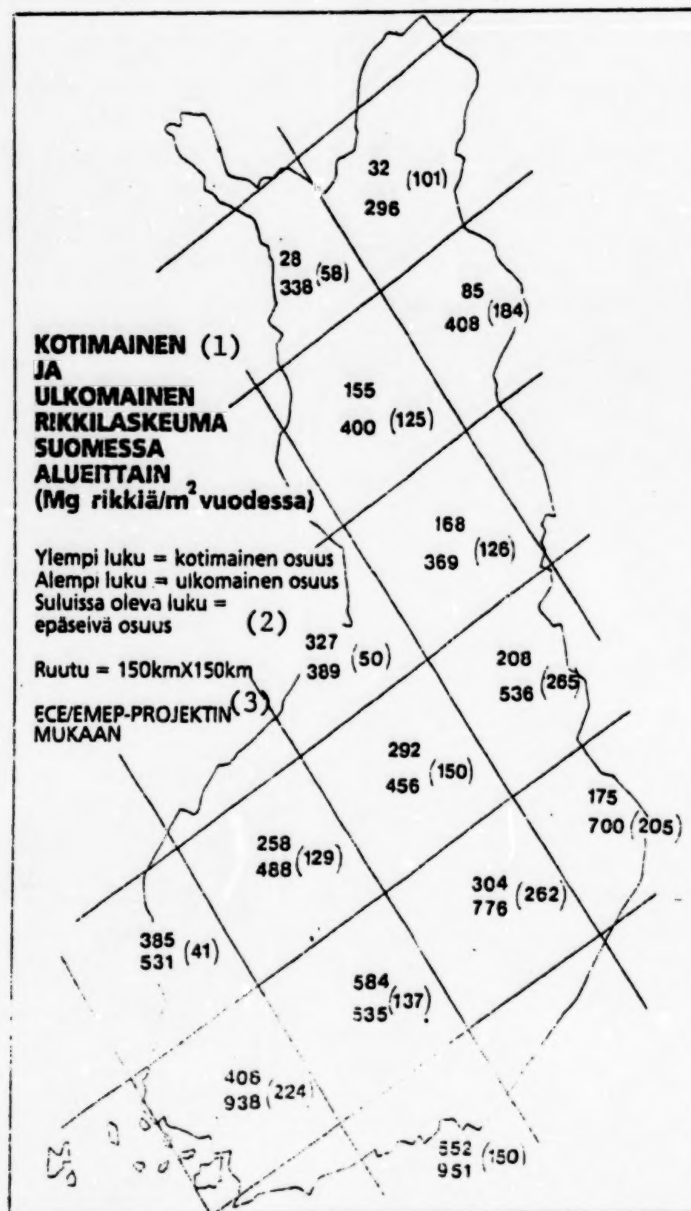 32 (101)
296
28
338 (58)
85
408 (184)
KOTIMAINEN (1)
JA
ULKOMAINEN
RIKKILASKEUMA
SUOMESSA
ALUEITTAIN
(Mg rikkiä/m² vuodessa)
155
400 (125)
Ylempi luku = kotimainen osuus
Alempi luku = ulkomainen osuus
Suluissa oleva luku =
epäseivä osuus (2)
Ruutu = 150kmX150km
ECE/EMEP-PROJEKTIN (3)
MUKAAN
168
369 (126)
327
389 (50)
208
536 (265)
292
456 (150)
175
700 (205)
258
488 (129)
304
776 (262)
385
531 (41)
584
535 (137)
406
938 (224)
552
951 (150)